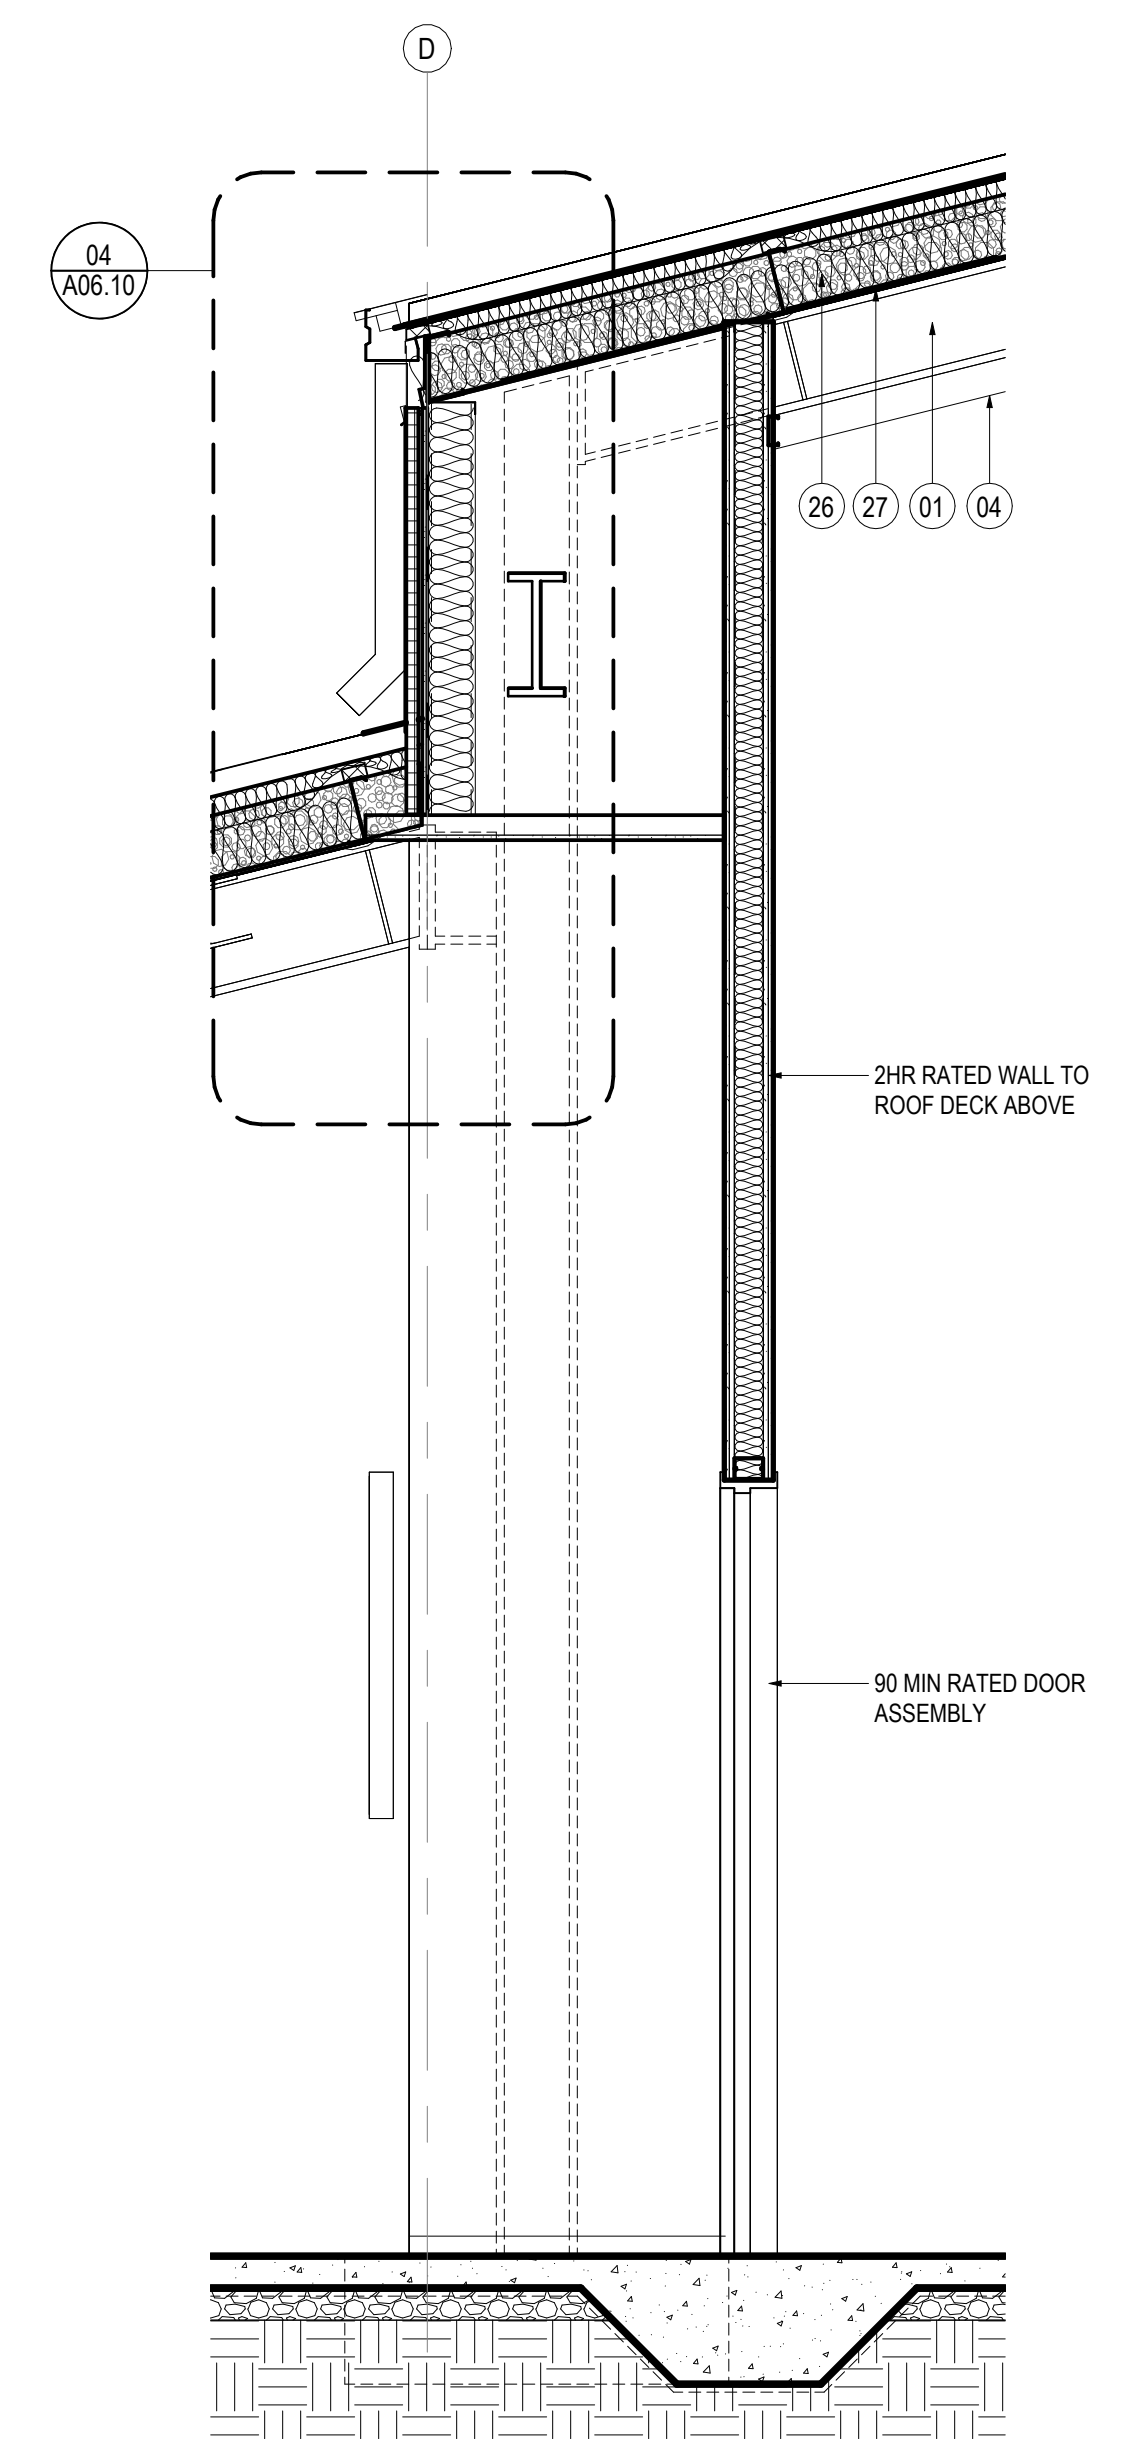 D
04
A06.10
26 27 01 04
2HR RATED WALL TO
ROOF DECK ABOVE
90 MIN RATED DOOR
ASSEMBLY